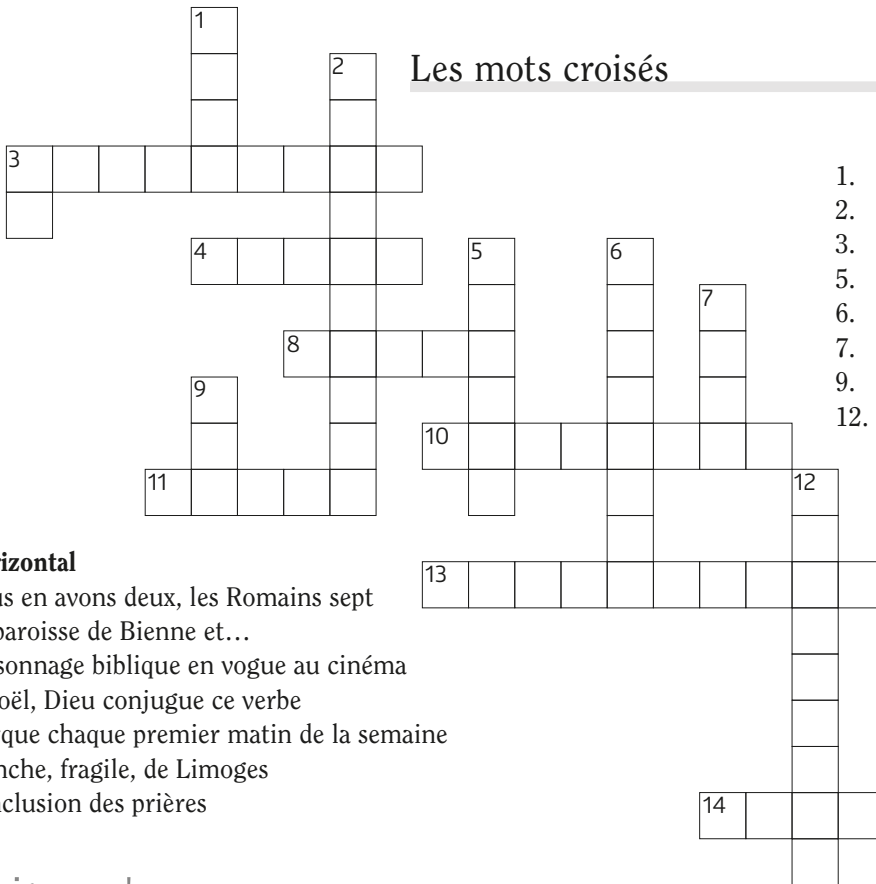 1
2
Les mots croisés
3
1.
2.
3.
4
5
6
5.
7
6.
8
7.
9
9.
10
12.
11
12
rizontal
13
us en avons deux, les Romains sept
paroisse de Bienne et…
sonnage biblique en vogue au cinéma
oël, Dieu conjugue ce verbe
rque chaque premier matin de la semaine
nche, fragile, de Limoges
nclusion des prières
14